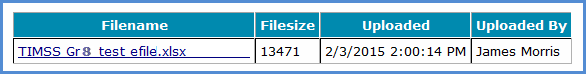 Filename Filesize Uploaded Uploaded By
TIMSS Gr8 test efile.xlsx 13471 2/3/2015 2:00:14 PM James Morris